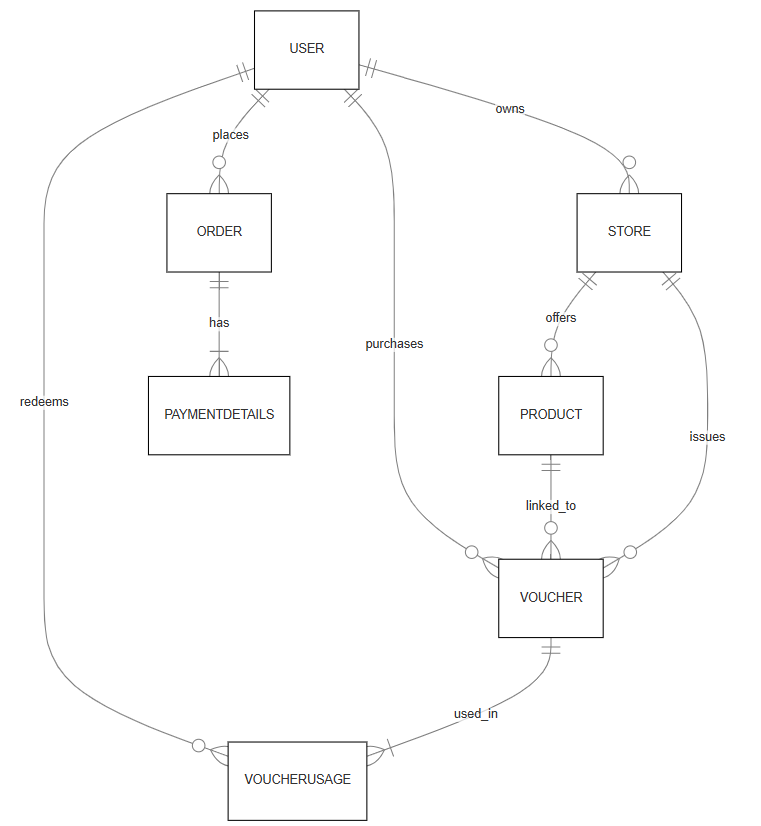 USER
owns
places
ORDER
STORE
offers
has
purchases
redeems
PAYMENTDETAILS
PRODUCT
issues
linked_to
VOUCHER
used_in
VOUCHERUSAGE